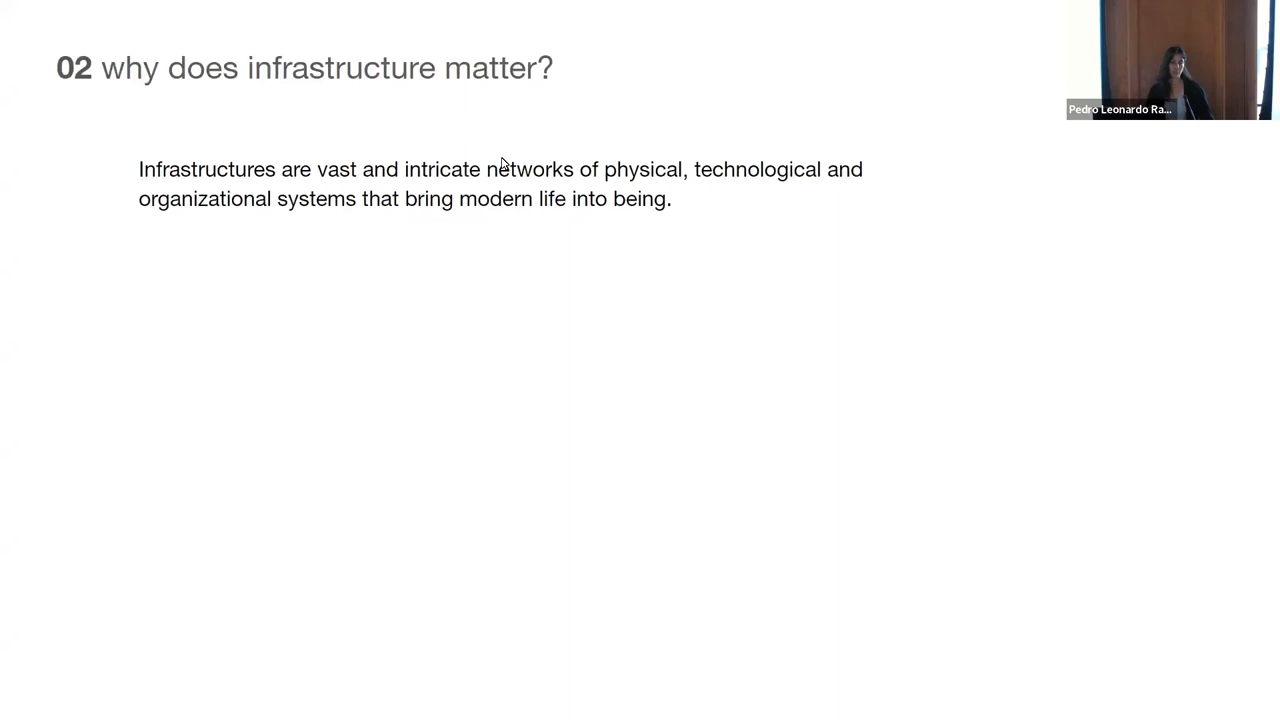 02 why does infrastructure matter?
Pedro Leonardo Ra...
Infrastructures are vast and intricate networks of physical, technological and
organizational systems that bring modern life into being.